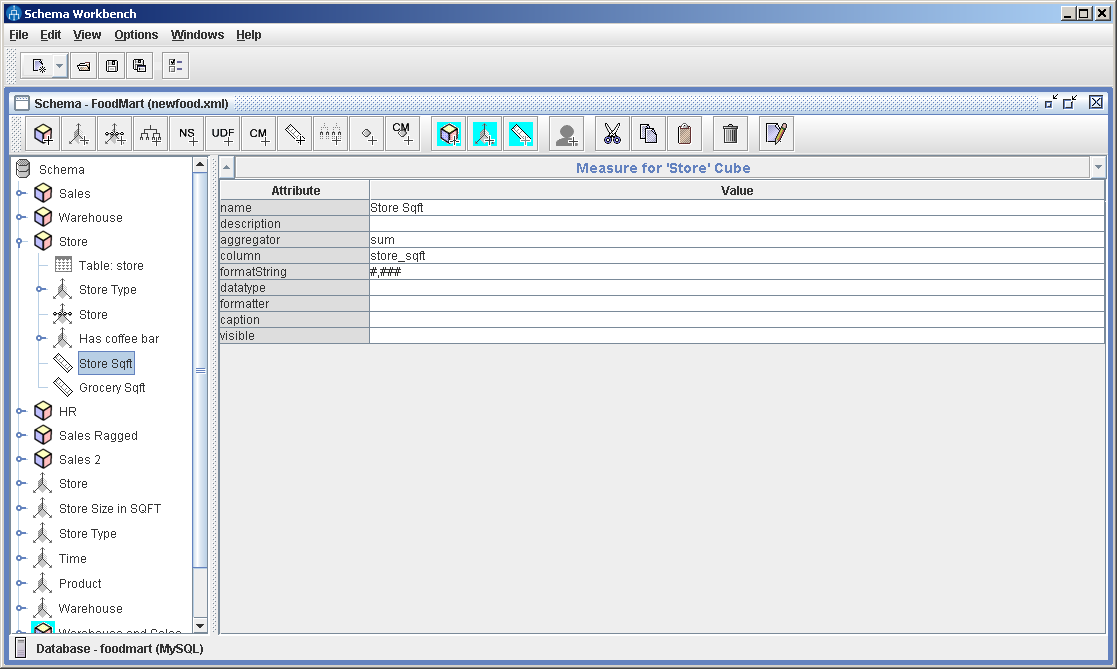 Schema Workbench
File Edit View Options Windows Help
Schema - FoodMart (newfood.xml)
NS UDF CM CM
Schema
Sales
Warehouse
Store
Table: store
Store Type
Store
Has coffee bar
Store Sqft
Grocery Sqft
HR
Sales Ragged
Sales 2
Store
Store Size in SQFT
Store Type
Time
Product
Warehouse
Warehouse and Sales
Measure for 'Store' Cube
Attribute Value
name Store Sqft
description
aggregator sum
column store_sqft
formatString #,###
datatype
formatter
caption
visible
Database - foodmart (MySQL)